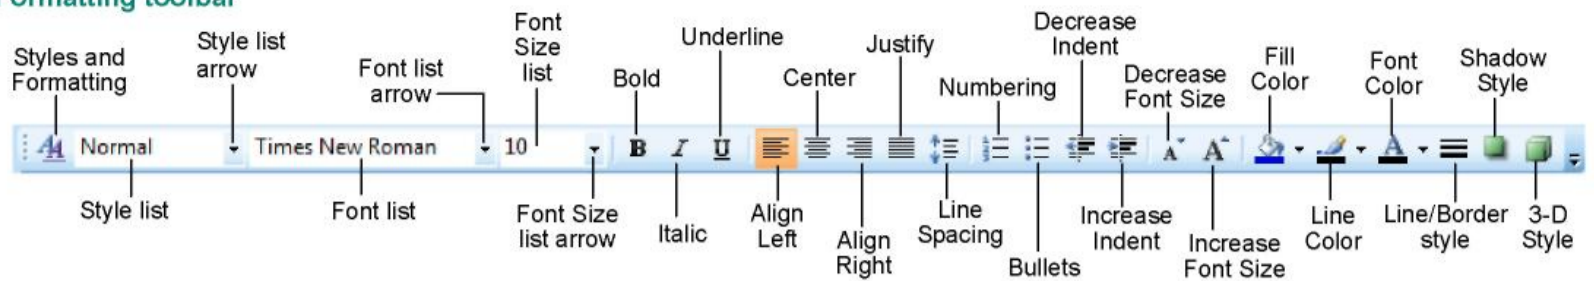 Formatting toolbar
Styles and
Formatting
Style list
arrow
Font list
arrow
Font
Size
list
Bold
Underline
Center
Justify
Numbering
Decrease
Indent
Decrease
Font Size
Fill
Color
Font
Color
Shadow
Style
Normal
Times New Roman
10
B
I
U
A
A
A
Style list
Font list
Font Size
list arrow
Italic
Align
Left
Align
Right
Line
Spacing
Bullets
Increase
Indent
Increase
Font Size
Line
Color
Line/Border
style
3-D
Style